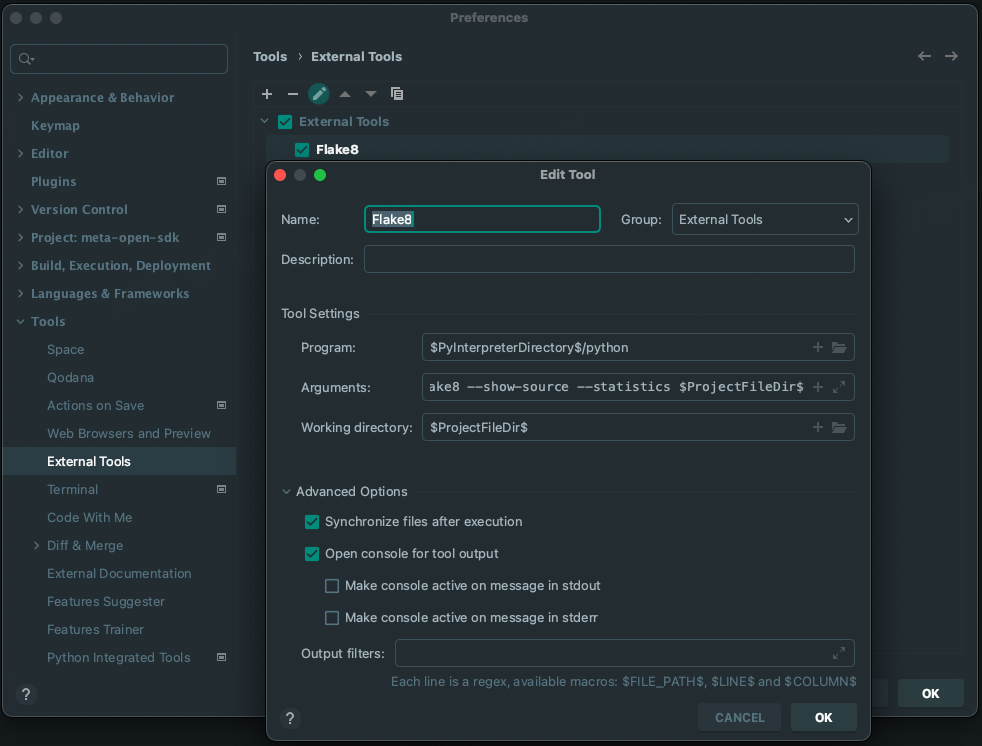 Preferences
Tools › External Tools
Appearance & Behavior
Keymap
Editor
Plugins
Version Control
Project: meta-open-sdk
Build, Execution, Deployment
Languages & Frameworks
Tools
Space
Qodana
Actions on Save
Web Browsers and Preview
External Tools
Terminal
Code With Me
Diff & Merge
External Documentation
Features Suggester
Features Trainer
Python Integrated Tools
?
External Tools
Flake8
Edit Tool
Name: Flake8 Group: External Tools
Description:
Tool Settings
Program: $PyInterpreterDirectory$/python
Arguments: ake8 --show-source --statistics $ProjectFileDir$
Working directory: $ProjectFileDir$
Advanced Options
Synchronize files after execution
Open console for tool output
Make console active on message in stdout
Make console active on message in stderr
Output filters:
Each line is a regex, available macros: $FILE_PATH$, $LINE$ and $COLUMN$
? CANCEL OK
OK